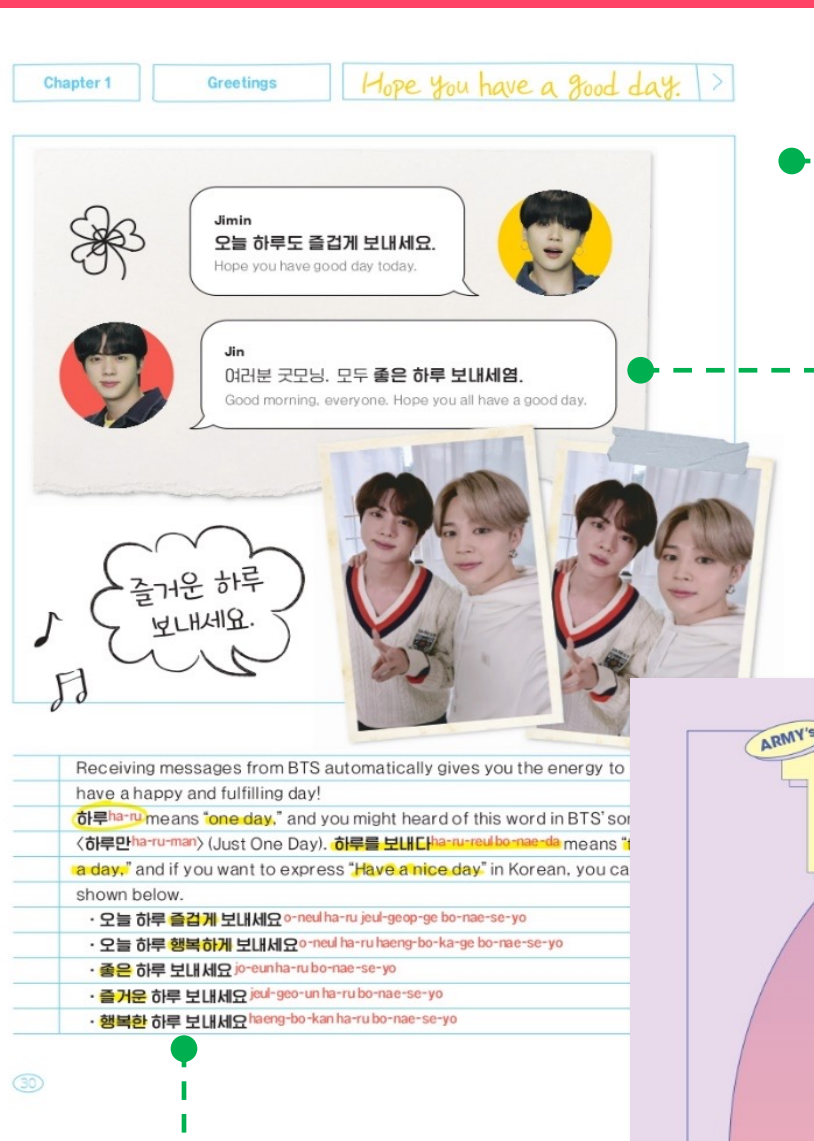 Chapter 1
Greetings
Hope you have a good day. >
Jimin
오늘 하루도 즐겁게 보내세요.
Hope you have good day today.
Jin
여러분 굿모닝. 모두 좋은 하루 보내세염.
Good morning, everyone. Hope you all have a good day.
즐거운 하루
보내세요.
Receiving messages from BTS automatically gives you the energy to
have a happy and fulfilling day!
하루ha-ru means “one day,” and you might heard of this word in BTS’
〈하루만ha-ru-man〉 (Just One Day). 하루를 보내다ha-ru-reul bo-nae-da means
a day,” and if you want to express “Have a nice day” in Korean, you
shown below.
· 오늘 하루 즐겁게 보내세요 o-neul ha-ru jeul-geop-ge bo-nae-se-yo
· 오늘 하루 행복하게 보내세요 o-neul ha-ru haeng-bo-ka-ge bo-nae-se-yo
· 좋은 하루 보내세요 jo-eun ha-ru bo-nae-se-yo
· 즐거운 하루 보내세요 jeul-geo-un ha-ru bo-nae-se-yo
· 행복한 하루 보내세요 haeng-bo-kan ha-ru bo-nae-se-yo
30
ARMY’s